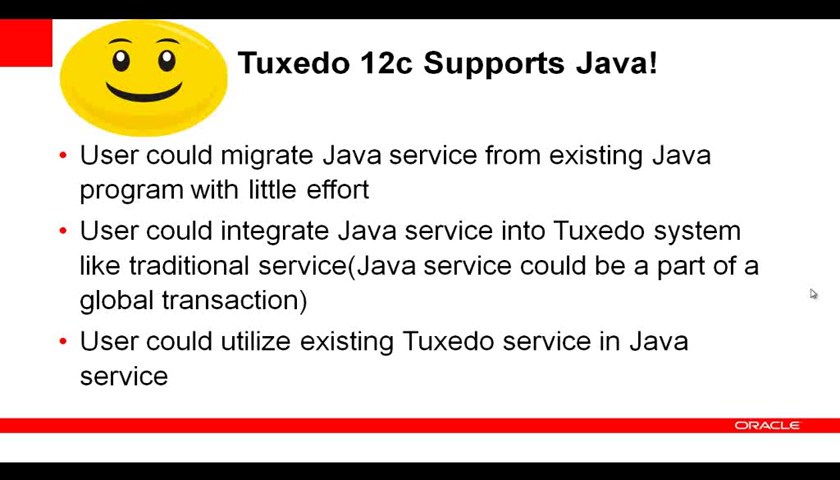 Tuxedo 12c Supports Java!
• User could migrate Java service from existing Java
program with little effort
• User could integrate Java service into Tuxedo system
like traditional service(Java service could be a part of a
global transaction)
• User could utilize existing Tuxedo service in Java
service
ORACLE